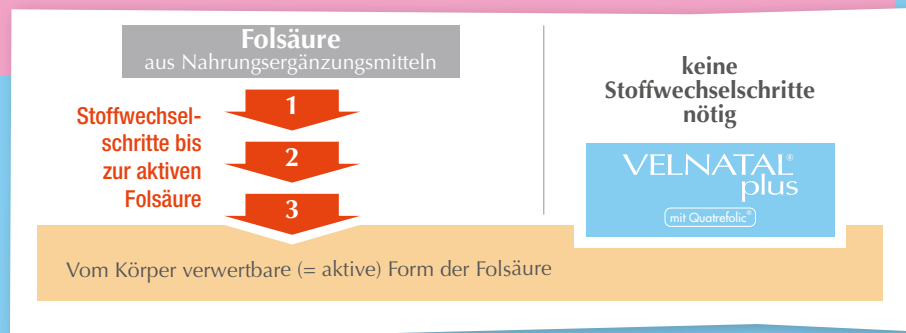 Folsäure
aus Nahrungsergänzungsmitteln
Stoffwechsel-
schritte bis
zur aktiven
Folsäure
1
2
3
keine
Stoffwechselschritte
nötig
VELNATAL®
plus
mit Quatrefolic®
Vom Körper verwertbare (= aktive) Form der Folsäure